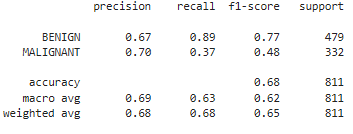 precision recall f1-score support
BENIGN 0.67 0.89 0.77 479
MALIGNANT 0.70 0.37 0.48 332
accuracy 0.68 811
macro avg 0.69 0.63 0.62 811
weighted avg 0.68 0.68 0.65 811